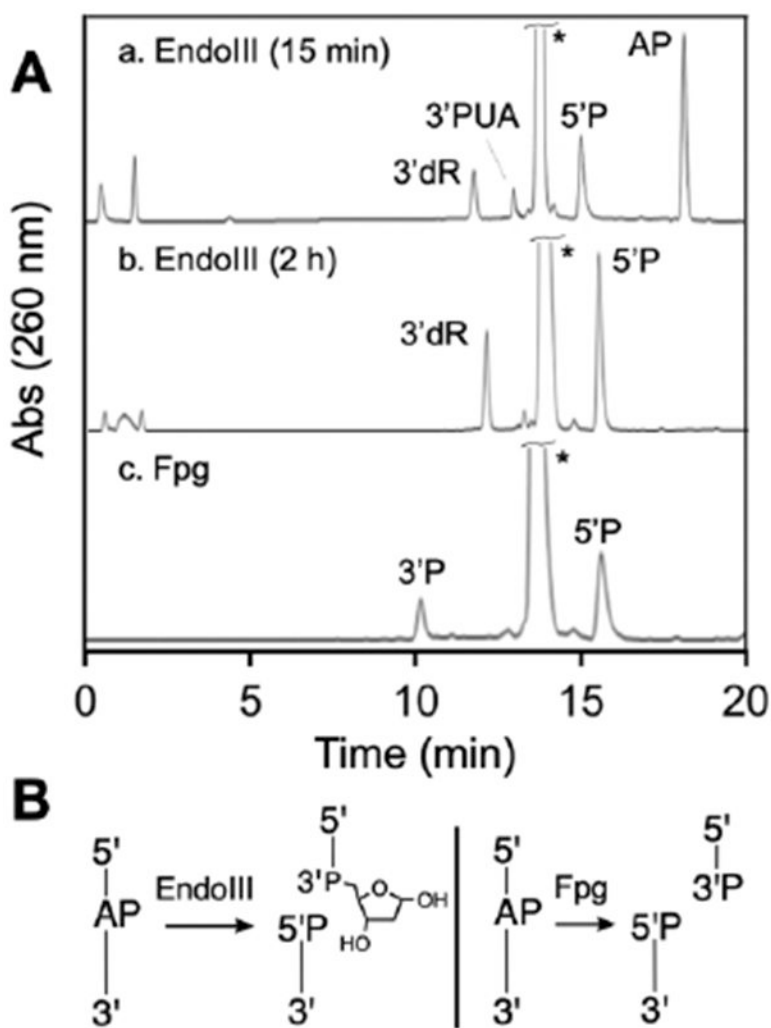 A
a. EndoIII (15 min)
*
AP
3'PUA
5'P
3'dR
b. EndoIII (2 h)
*
5'P
3'dR
c. Fpg
*
5'P
3'P
Abs (260 nm)
0 5 10 15 20
Time (min)
B
5'
AP
3'
EndoIII
5'
3'P
O
OH
HO
5'P
3'
5'
AP
3'
Fpg
5'
3'P
5'P
3'